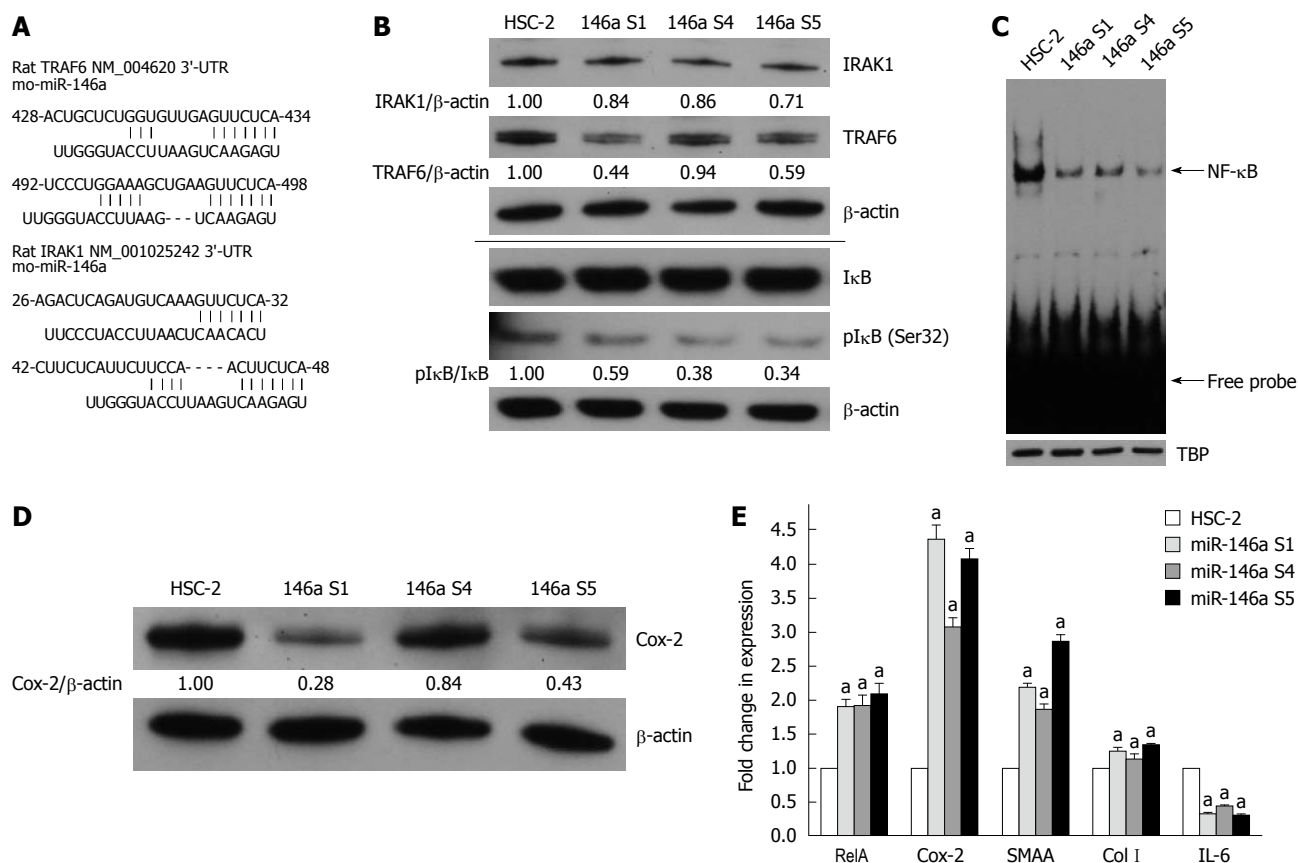 A
Rat TRAF6 NM_004620 3'-UTR
mo-miR-146a
428-ACUGCUCUGGUGUUGAGUUCUCA-434
UUGGGUACCUUAAGUCAAGAGU
492-UCCCUGGAAAGCUGAAGUUCUCA-498
UUGGGUACCUUAAG---UCAAGAGU
Rat IRAK1 NM_001025242 3'-UTR
mo-miR-146a
26-AGACUCAGAUGUCAAAGUUCUCA-32
UUCCCUACCUUAACUCAACACU
42-CUUCUCAUUCUUCCA----ACUUCUCA-48
UUGGGUACCUUAAGUCAAGAGU
B
HSC-2 146a S1 146a S4 146a S5
IRAK1
IRAK1/β-actin 1.00 0.84 0.86 0.71
TRAF6
TRAF6/β-actin 1.00 0.44 0.94 0.59
β-actin
IκB
pIκB (Ser32)
pIκB/IκB 1.00 0.59 0.38 0.34
β-actin
C
HSC-2 146a S1 146a S4 146a S5
NF-κB
Free probe
TBP
D
HSC-2 146a S1 146a S4 146a S5
Cox-2
Cox-2/β-actin 1.00 0.28 0.84 0.43
β-actin
E
HSC-2
miR-146a S1
miR-146a S4
miR-146a S5
Fold change in expression
4.5
4.0
3.5
3.0
2.5
2.0
1.5
1.0
0.5
0.0
a a a a a a a a a a a a a a a
RelA Cox-2 SMAA Col I IL-6